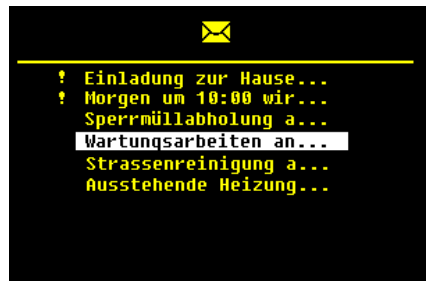 ! Einladung zur Hause...
! Morgen um 10:00 wir...
Sperrmüllabholung a...
Wartungsarbeiten an...
Strassenreinigung a...
Ausstehende Heizung...